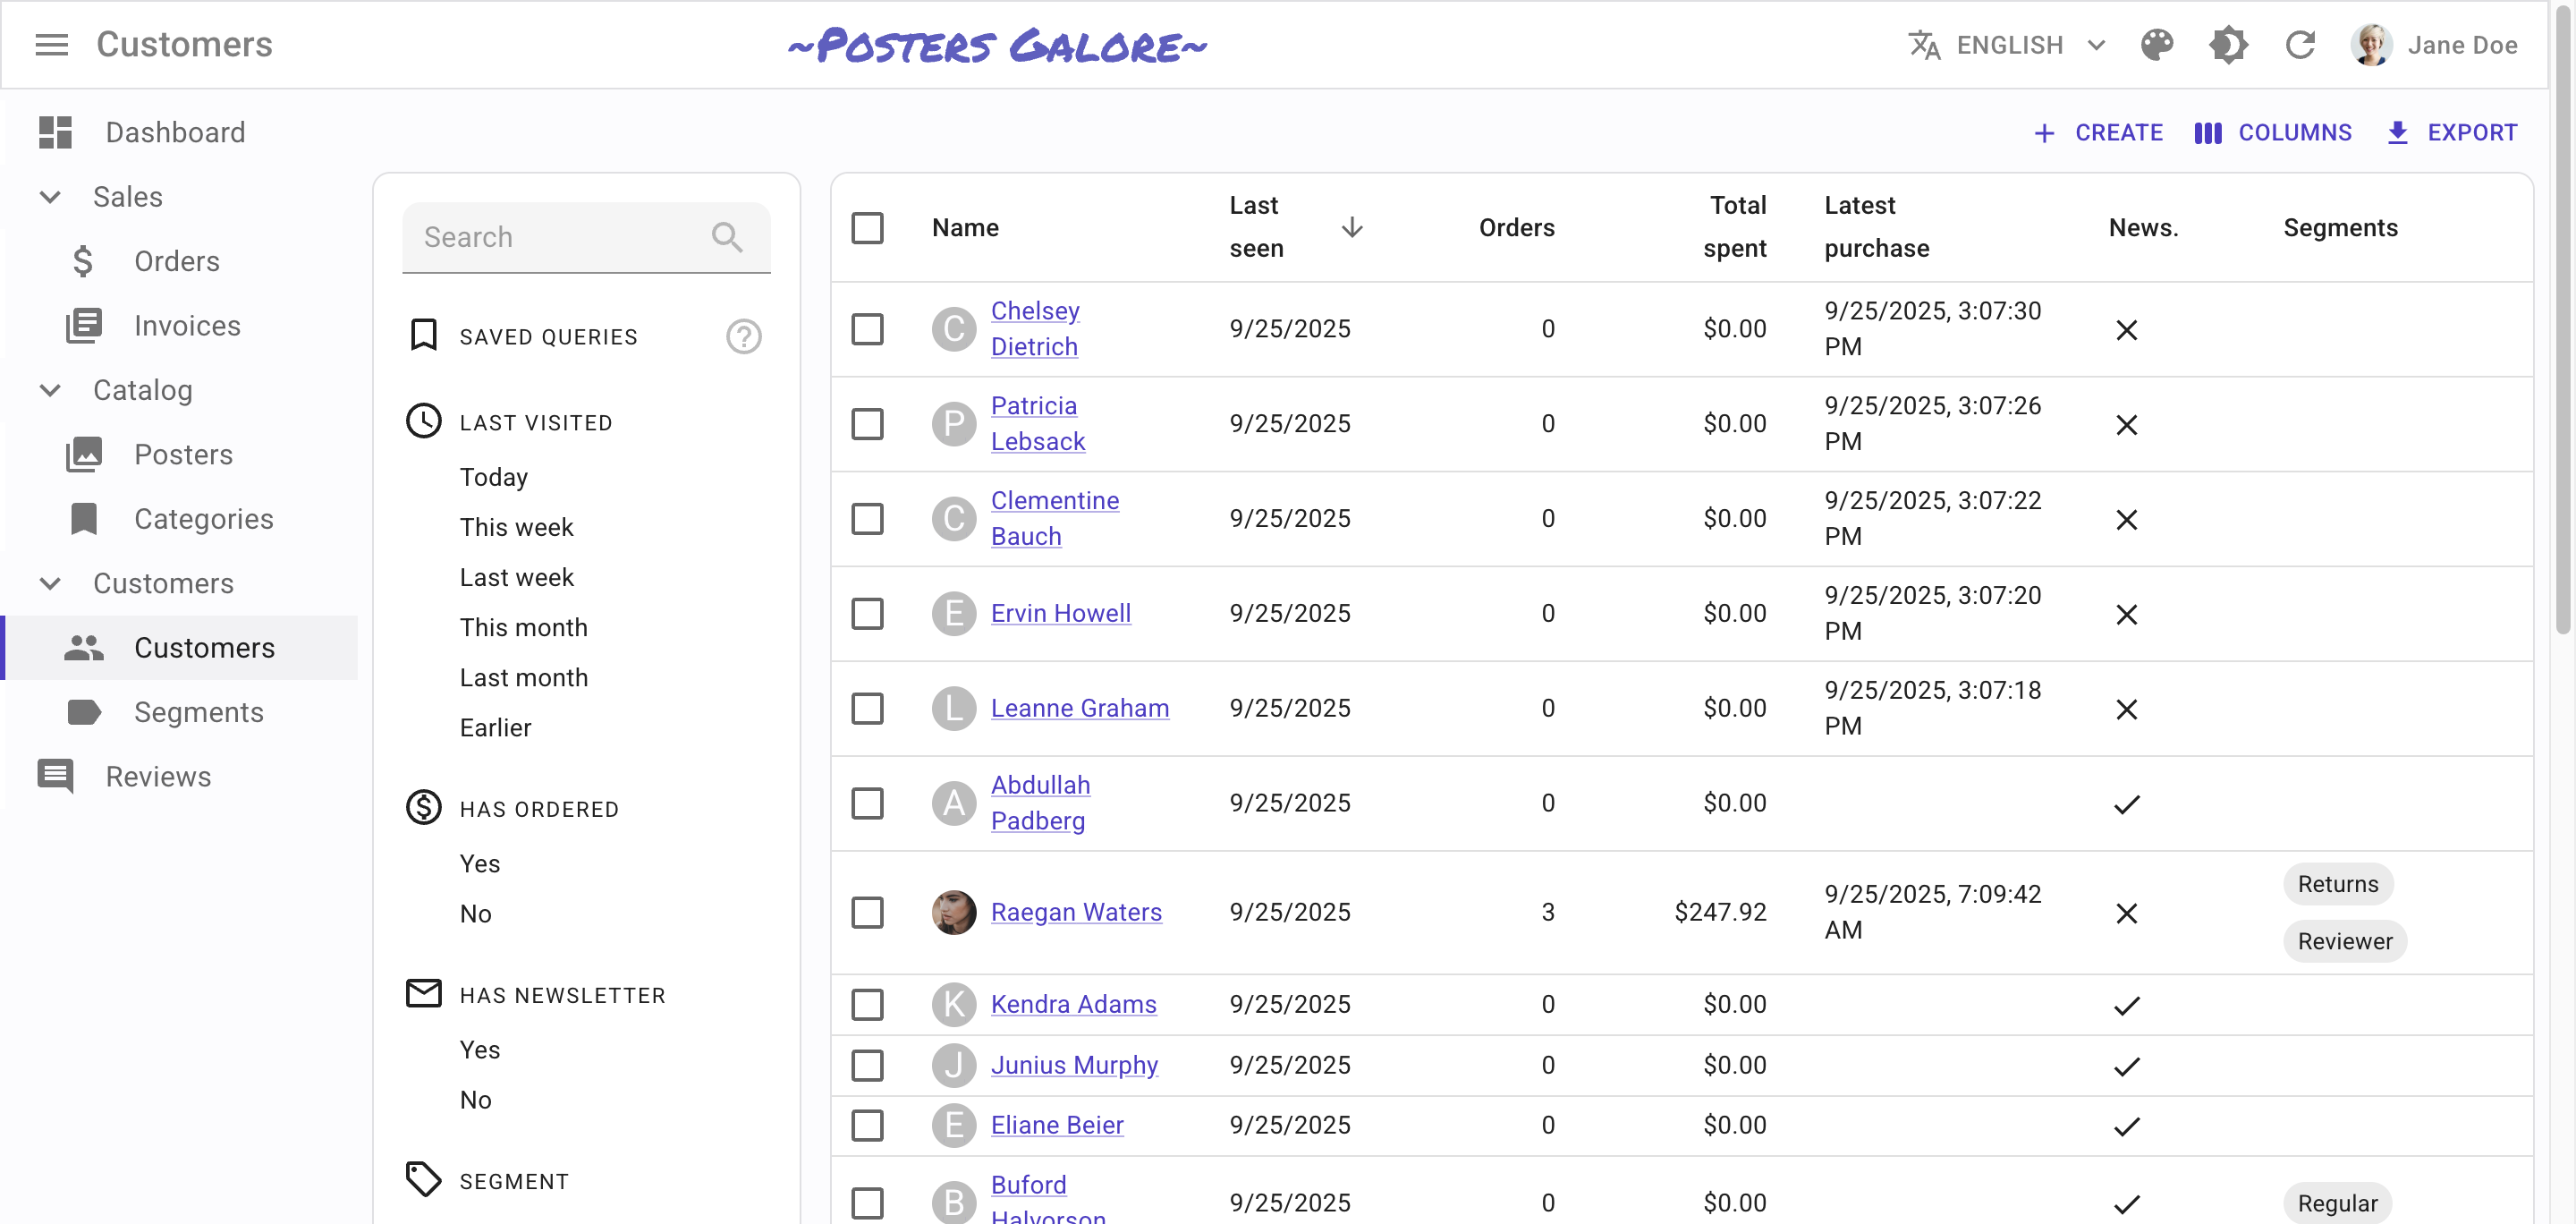 Customers
~Posters Galore~
ENGLISH
Jane Doe
Dashboard
Sales
Orders
Invoices
Catalog
Posters
Categories
Customers
Customers
Segments
Reviews
CREATE
COLUMNS
EXPORT
Search
SAVED QUERIES
?
LAST VISITED
Today
This week
Last week
This month
Last month
Earlier
HAS ORDERED
Yes
No
HAS NEWSLETTER
Yes
No
SEGMENT
Name
Last
seen
Orders
Total
spent
Latest
purchase
News.
Segments
C
Chelsey
Dietrich
9/25/2025
0
$0.00
9/25/2025, 3:07:30
PM
P
Patricia
Lebsack
9/25/2025
0
$0.00
9/25/2025, 3:07:26
PM
C
Clementine
Bauch
9/25/2025
0
$0.00
9/25/2025, 3:07:22
PM
E
Ervin Howell
9/25/2025
0
$0.00
9/25/2025, 3:07:20
PM
L
Leanne Graham
9/25/2025
0
$0.00
9/25/2025, 3:07:18
PM
A
Abdullah
Padberg
9/25/2025
0
$0.00
Raegan Waters
9/25/2025
3
$247.92
9/25/2025, 7:09:42
AM
Returns
Reviewer
K
Kendra Adams
9/25/2025
0
$0.00
J
Junius Murphy
9/25/2025
0
$0.00
E
Eliane Beier
9/25/2025
0
$0.00
B
Buford
Halvorson
9/25/2025
0
$0.00
Regular